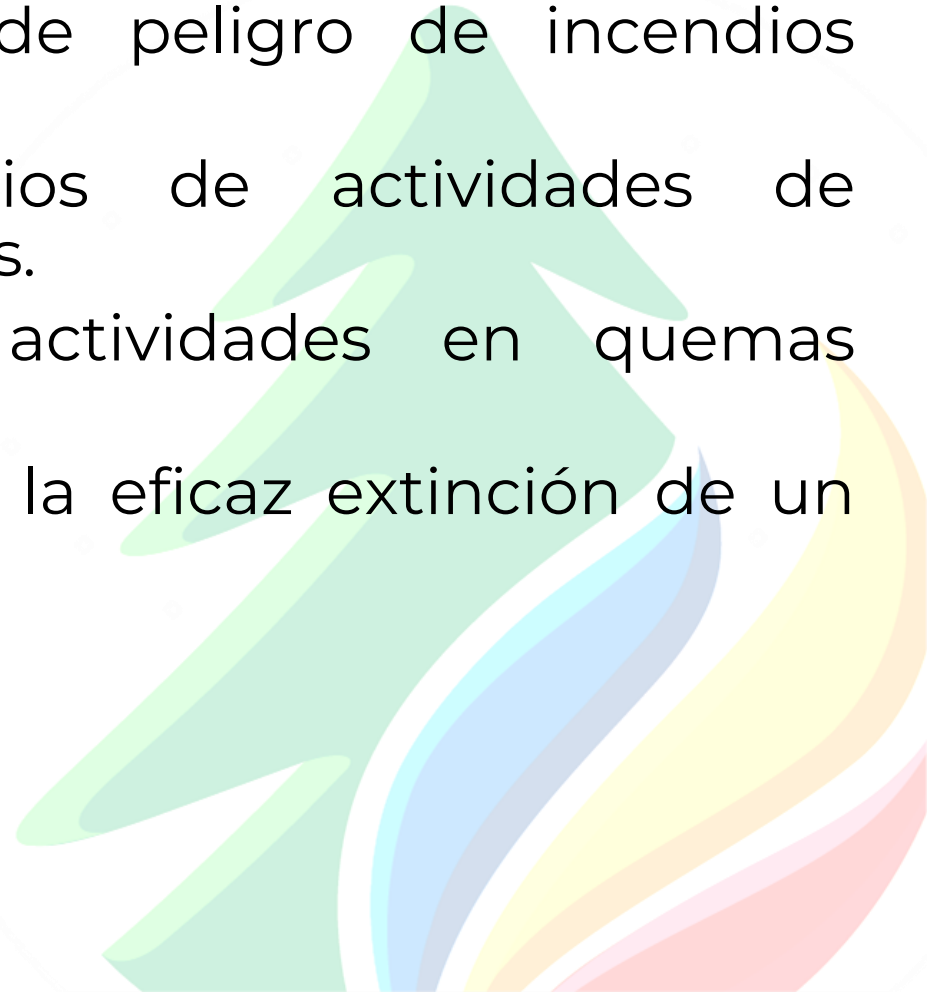 de peligro de incendios
ios de actividades de
s.
actividades en quemas
la eficaz extinción de un